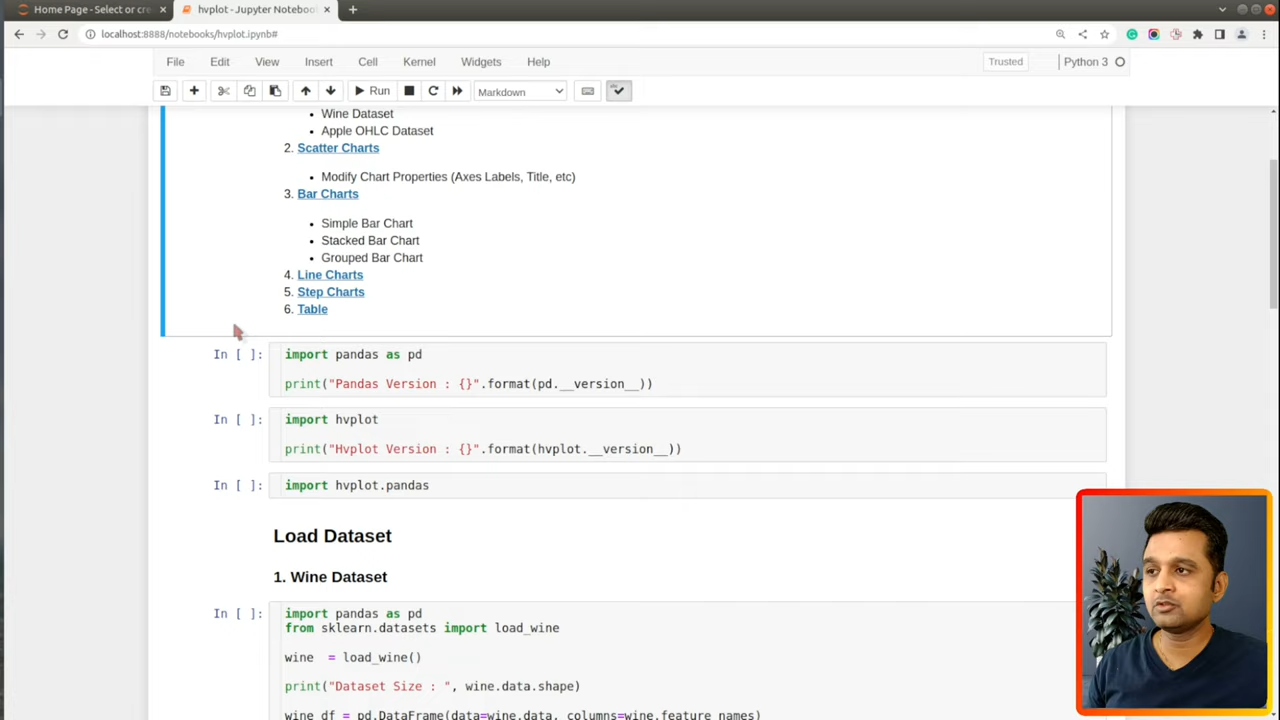 Home Page - Select or cre
hvplot - Jupyter Noteboo
localhost:8888/notebooks/hvplot.ipynb#
File Edit View Insert Cell Kernel Widgets Help Trusted Python 3
Run Markdown
• Wine Dataset
• Apple OHLC Dataset
2. Scatter Charts
• Modify Chart Properties (Axes Labels, Title, etc)
3. Bar Charts
• Simple Bar Chart
• Stacked Bar Chart
• Grouped Bar Chart
4. Line Charts
5. Step Charts
6. Table
In [ ]: import pandas as pd
print("Pandas Version : {}".format(pd.__version__))
In [ ]: import hvplot
print("Hvplot Version : {}".format(hvplot.__version__))
In [ ]: import hvplot.pandas
Load Dataset
1. Wine Dataset
In [ ]: import pandas as pd
from sklearn.datasets import load_wine
wine  = load_wine()
print("Dataset Size : ", wine.data.shape)
wine_df = pd.DataFrame(data=wine.data, columns=wine.feature_names)